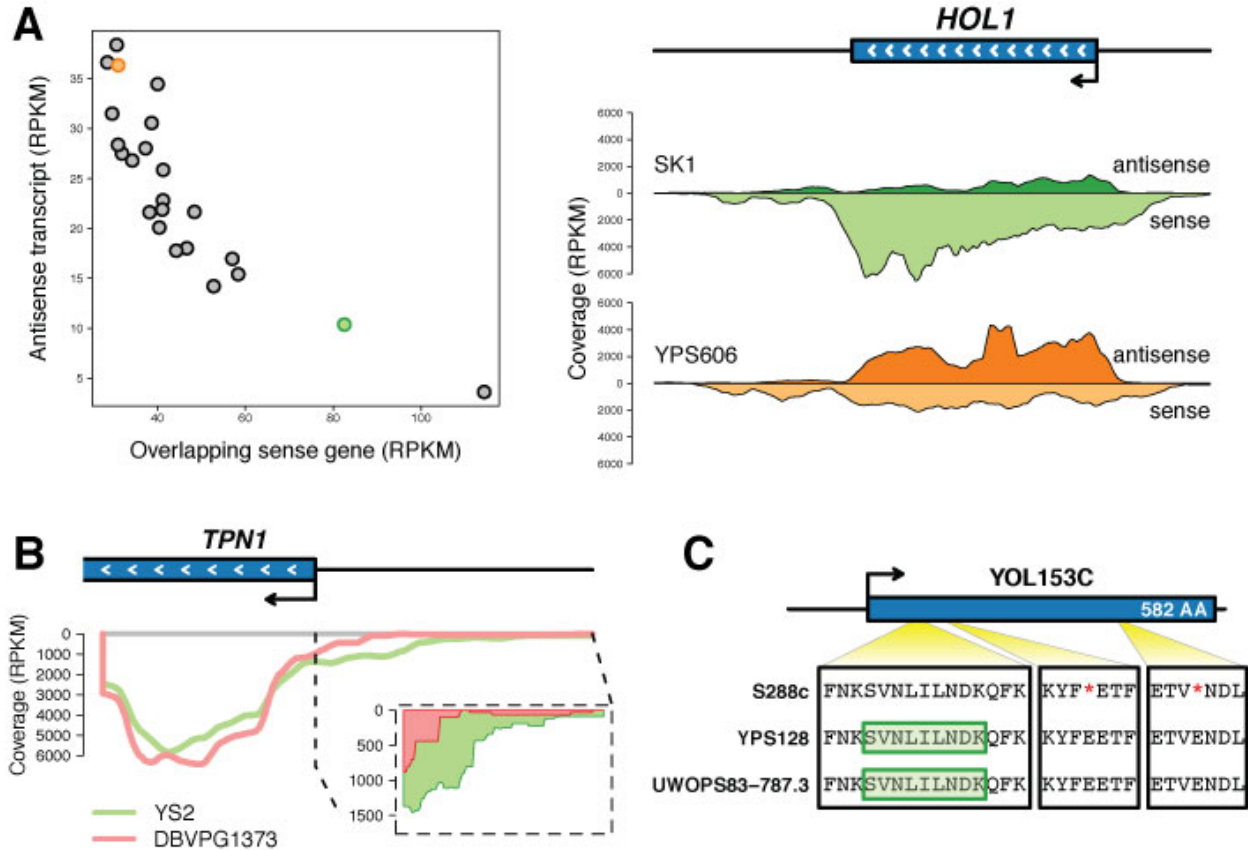 A
Antisense transcript (RPKM)
35
30
25
20
15
10
5
40
60
80
100
Overlapping sense gene (RPKM)
HOL1
Coverage (RPKM)
6000
4000
2000
0
2000
4000
6000
SK1
antisense
sense
6000
4000
2000
0
2000
4000
6000
YPS606
antisense
sense
B
TPN1
Coverage (RPKM)
0
1000
2000
3000
4000
5000
6000
0
500
1000
1500
YS2
DBVPG1373
C
YOL153C
582 AA
S288c FNKSVNLILNDKQFK KYF*ETF ETV*NDL
YPS128 FNKSVNLILNDKQFK KYFEETF ETVENDL
UWOPS83–787.3 FNKSVNLILNDKQFK KYFEETF ETVENDL